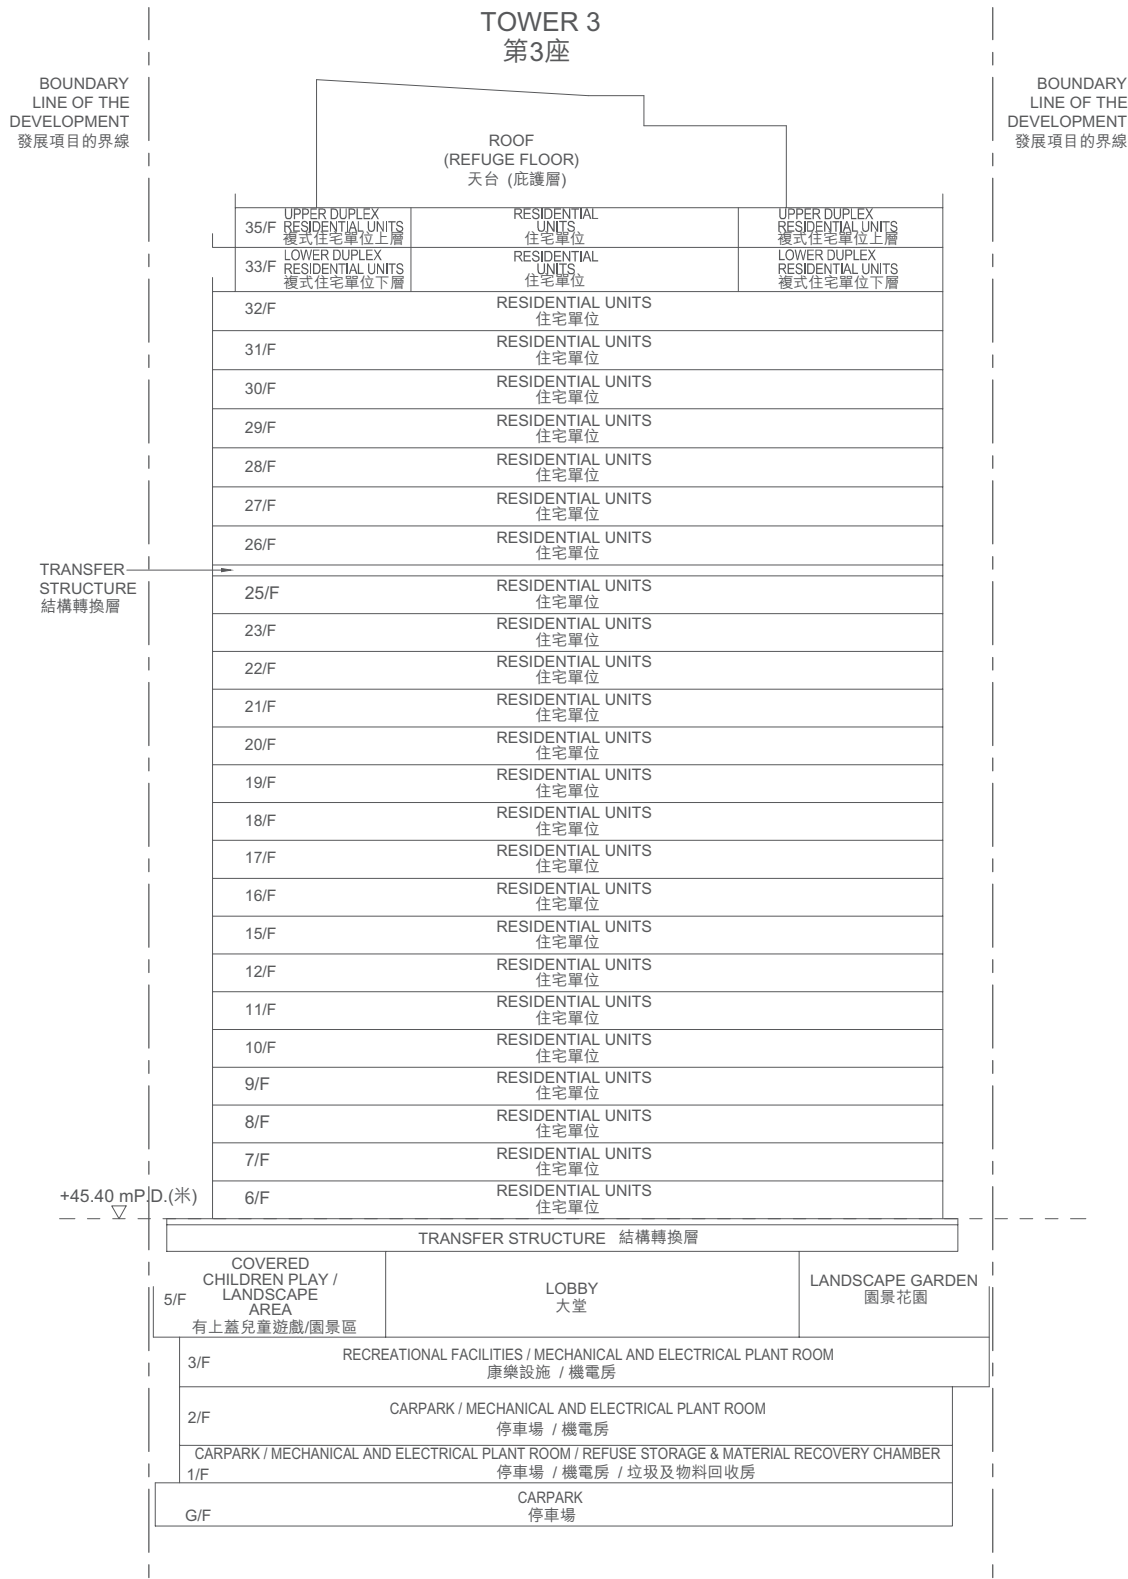 TOWER 3
第3座
BOUNDARY
LINE OF THE
DEVELOPMENT
發展項目的界線
BOUNDARY
LINE OF THE
DEVELOPMENT
發展項目的界線
ROOF
(REFUGE FLOOR)
天台 (庇護層)
35/F
UPPER DUPLEX
RESIDENTIAL UNITS
複式住宅單位上層
RESIDENTIAL
UNITS
住宅單位
UPPER DUPLEX
RESIDENTIAL UNITS
複式住宅單位上層
33/F
LOWER DUPLEX
RESIDENTIAL UNITS
複式住宅單位下層
RESIDENTIAL
UNITS
住宅單位
LOWER DUPLEX
RESIDENTIAL UNITS
複式住宅單位下層
32/F RESIDENTIAL UNITS
住宅單位
31/F RESIDENTIAL UNITS
住宅單位
30/F RESIDENTIAL UNITS
住宅單位
29/F RESIDENTIAL UNITS
住宅單位
28/F RESIDENTIAL UNITS
住宅單位
27/F RESIDENTIAL UNITS
住宅單位
26/F RESIDENTIAL UNITS
住宅單位
TRANSFER
STRUCTURE
結構轉換層
25/F RESIDENTIAL UNITS
住宅單位
23/F RESIDENTIAL UNITS
住宅單位
22/F RESIDENTIAL UNITS
住宅單位
21/F RESIDENTIAL UNITS
住宅單位
20/F RESIDENTIAL UNITS
住宅單位
19/F RESIDENTIAL UNITS
住宅單位
18/F RESIDENTIAL UNITS
住宅單位
17/F RESIDENTIAL UNITS
住宅單位
16/F RESIDENTIAL UNITS
住宅單位
15/F RESIDENTIAL UNITS
住宅單位
12/F RESIDENTIAL UNITS
住宅單位
11/F RESIDENTIAL UNITS
住宅單位
10/F RESIDENTIAL UNITS
住宅單位
9/F RESIDENTIAL UNITS
住宅單位
8/F RESIDENTIAL UNITS
住宅單位
7/F RESIDENTIAL UNITS
住宅單位
6/F RESIDENTIAL UNITS
住宅單位
+45.40 mP.D.(米)
TRANSFER STRUCTURE 結構轉換層
5/F
COVERED
CHILDREN PLAY /
LANDSCAPE
AREA
有上蓋兒童遊戲/園景區
LOBBY
大堂
LANDSCAPE GARDEN
園景花園
3/F RECREATIONAL FACILITIES / MECHANICAL AND ELECTRICAL PLANT ROOM
康樂設施 / 機電房
2/F CARPARK / MECHANICAL AND ELECTRICAL PLANT ROOM
停車場 / 機電房
CARPARK / MECHANICAL AND ELECTRICAL PLANT ROOM / REFUSE STORAGE & MATERIAL RECOVERY CHAMBER
1/F 停車場 / 機電房 / 垃圾及物料回收房
CARPARK
G/F 停車場